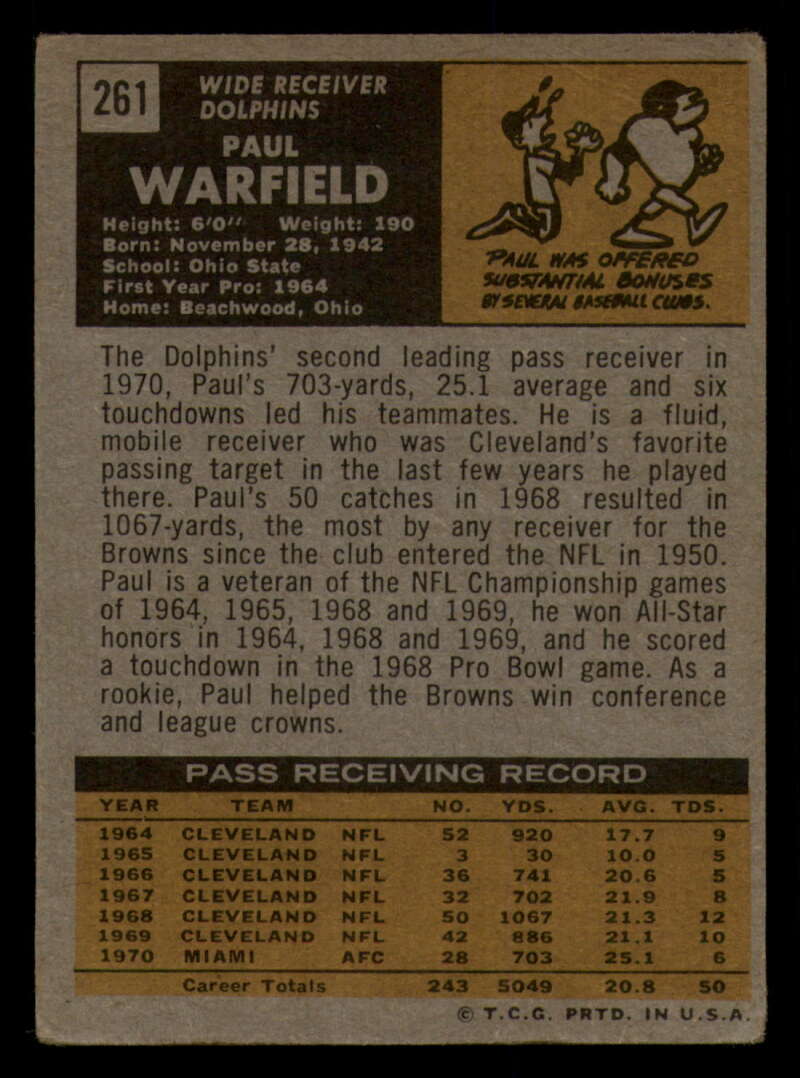 261
WIDE RECEIVER
DOLPHINS
PAUL
WARFIELD
Height: 6'0" Weight: 190
Born: November 28, 1942
School: Ohio State
First Year Pro: 1964
Home: Beachwood, Ohio
PAUL WAS OFFERED
SUBSTANTIAL BONUSES
BY SEVERAL BASEBALL CLUBS.
The Dolphins' second leading pass receiver in
1970, Paul's 703-yards, 25.1 average and six
touchdowns led his teammates. He is a fluid,
mobile receiver who was Cleveland's favorite
passing target in the last few years he played
there. Paul's 50 catches in 1968 resulted in
1067-yards, the most by any receiver for the
Browns since the club entered the NFL in 1950.
Paul is a veteran of the NFL Championship games
of 1964, 1965, 1968 and 1969, he won All-Star
honors in 1964, 1968 and 1969, and he scored
a touchdown in the 1968 Pro Bowl game. As a
rookie, Paul helped the Browns win conference
and league crowns.
PASS RECEIVING RECORD
YEAR TEAM NO. YDS. AVG. TDS.
1964 CLEVELAND NFL 52 920 17.7 9
1965 CLEVELAND NFL 3 30 10.0 5
1966 CLEVELAND NFL 36 741 20.6 5
1967 CLEVELAND NFL 32 702 21.9 8
1968 CLEVELAND NFL 50 1067 21.3 12
1969 CLEVELAND NFL 42 886 21.1 10
1970 MIAMI AFC 28 703 25.1 6
Career Totals 243 5049 20.8 50
© T.C.G. PRTD. IN U.S.A.